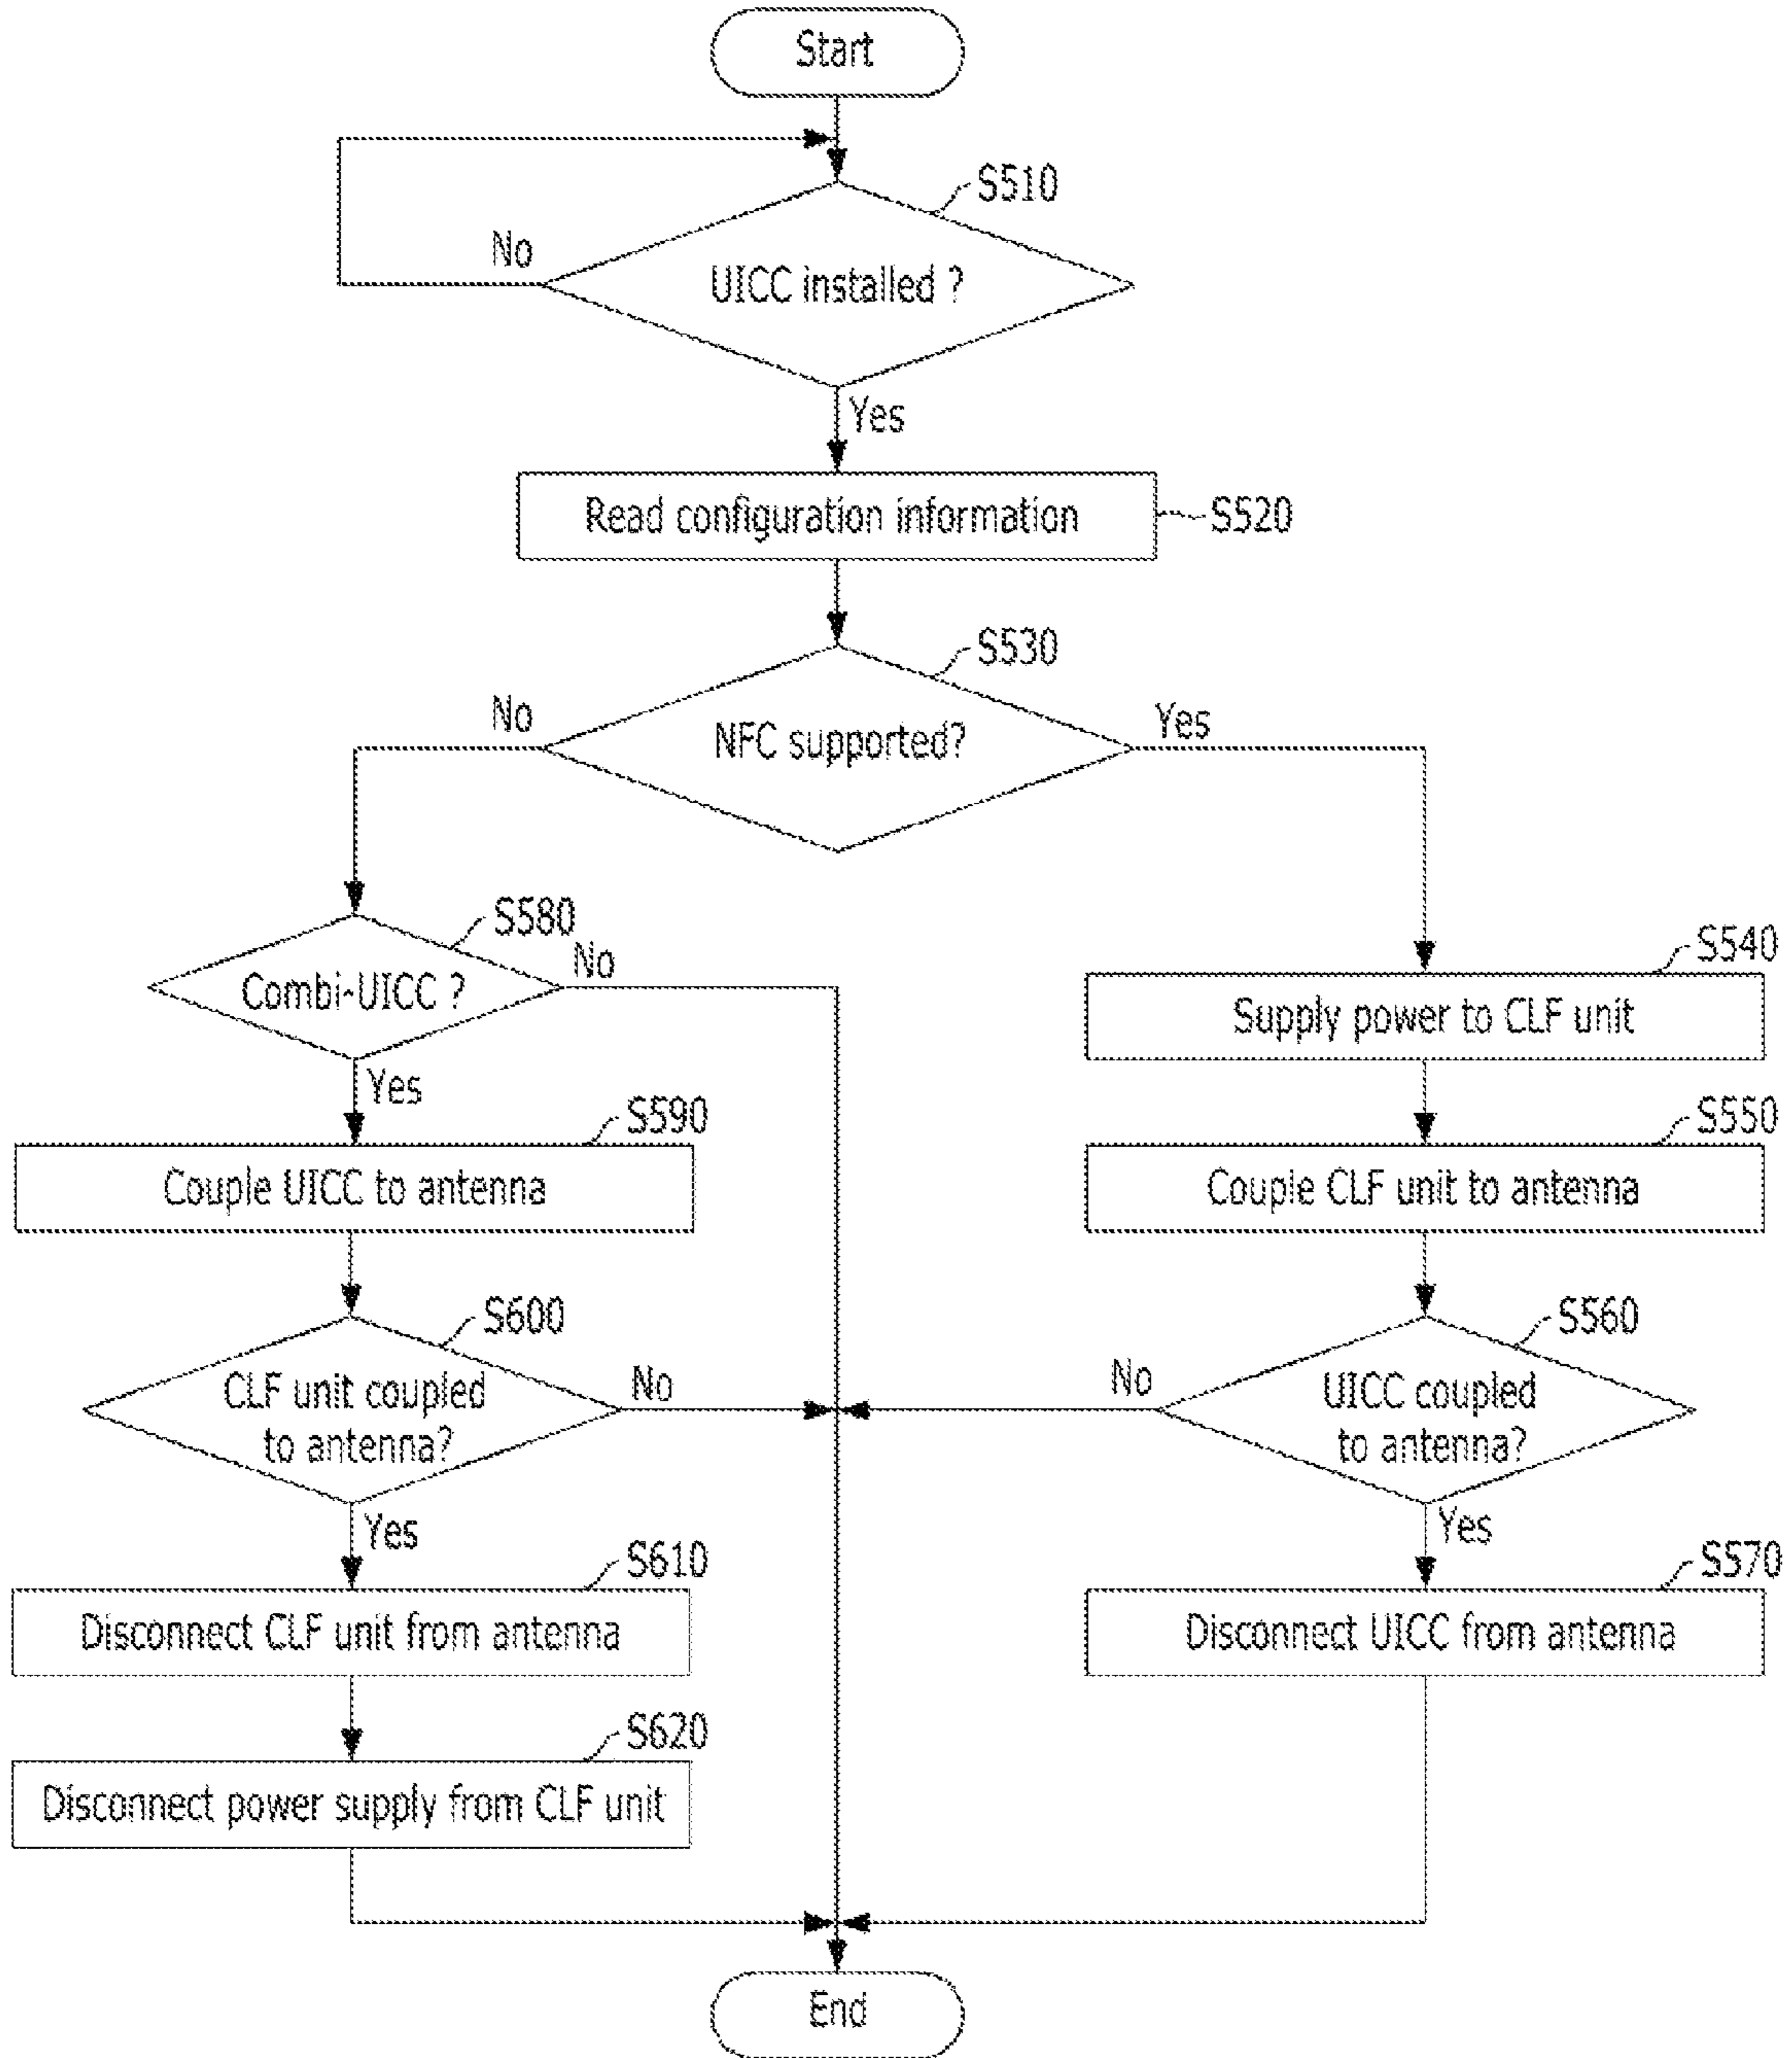 Start
S510
No
UICC installed ?
Yes
Read configuration information
S520
S530
No
NFC supported?
Yes
S580
Combi-UICC ?
No
Yes
S540
Supply power to CLF unit
S590
Couple UICC to antenna
S550
Couple CLF unit to antenna
S600
CLF unit coupled
to antenna?
No
Yes
S560
No
UICC coupled
to antenna?
Yes
S610
Disconnect CLF unit from antenna
S570
Disconnect UICC from antenna
S620
Disconnect power supply from CLF unit
End